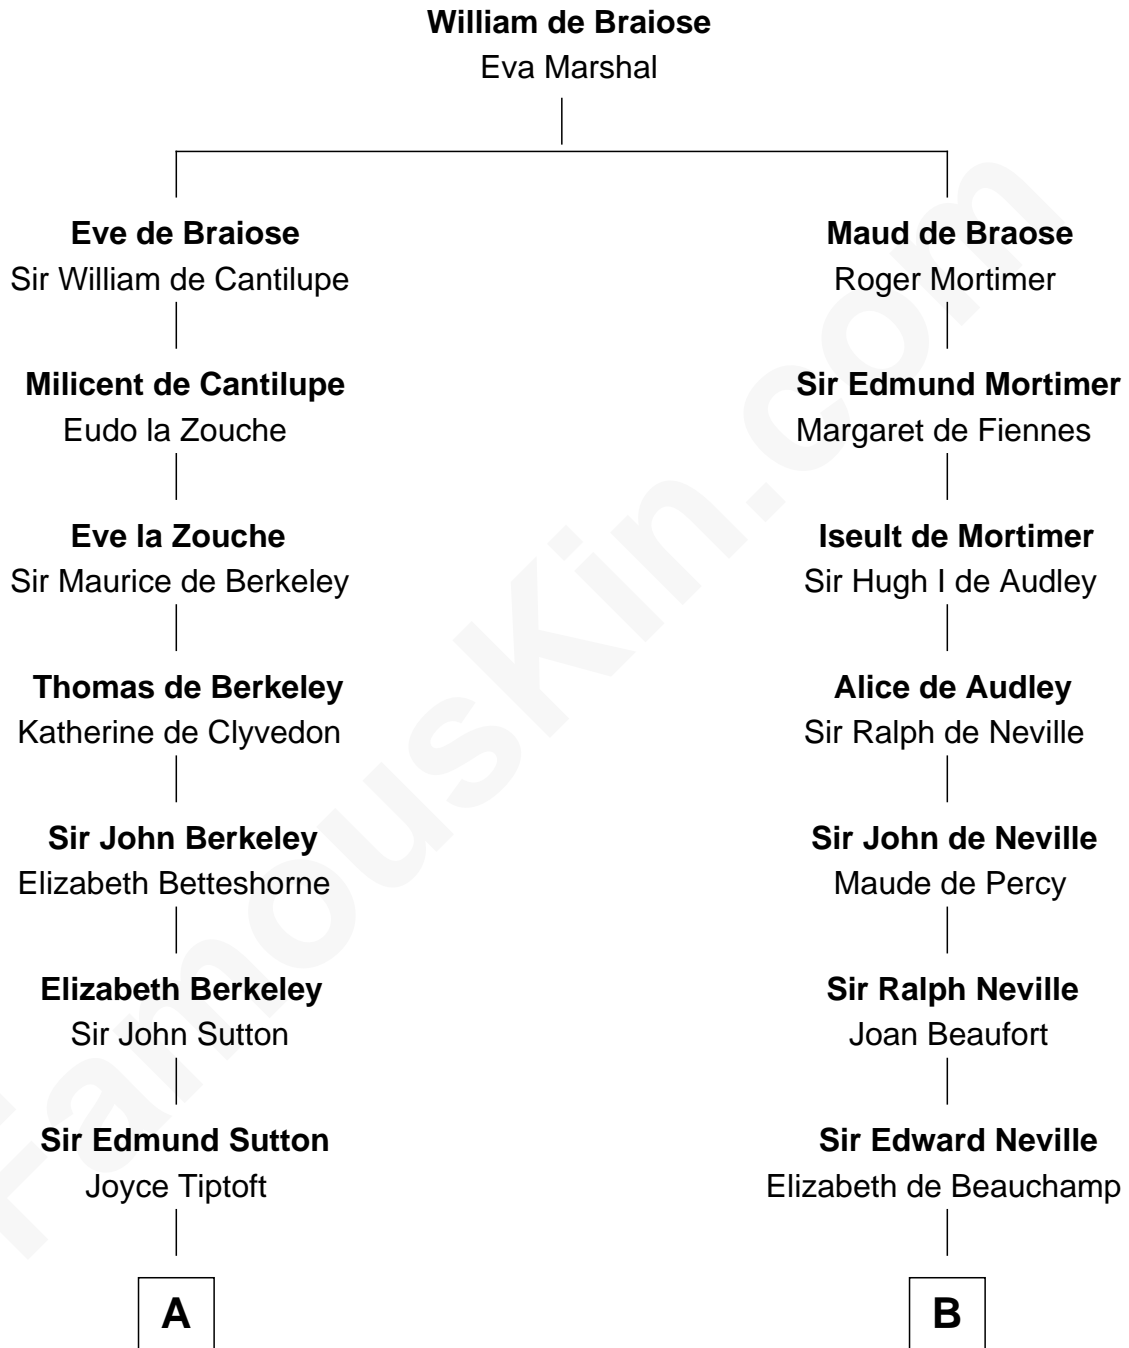 William de Braiose
Eva Marshal
Eve de Braiose
Sir William de Cantilupe
Maud de Braose
Roger Mortimer
Milicent de Cantilupe
Eudo la Zouche
Sir Edmund Mortimer
Margaret de Fiennes
Eve la Zouche
Sir Maurice de Berkeley
Iseult de Mortimer
Sir Hugh I de Audley
Thomas de Berkeley
Katherine de Clyvedon
Alice de Audley
Sir Ralph de Neville
Sir John Berkeley
Elizabeth Betteshorne
Sir John de Neville
Maude de Percy
Elizabeth Berkeley
Sir John Sutton
Sir Ralph Neville
Joan Beaufort
Sir Edmund Sutton
Joyce Tiptoft
Sir Edward Neville
Elizabeth de Beauchamp
A
B
FamousKin.com